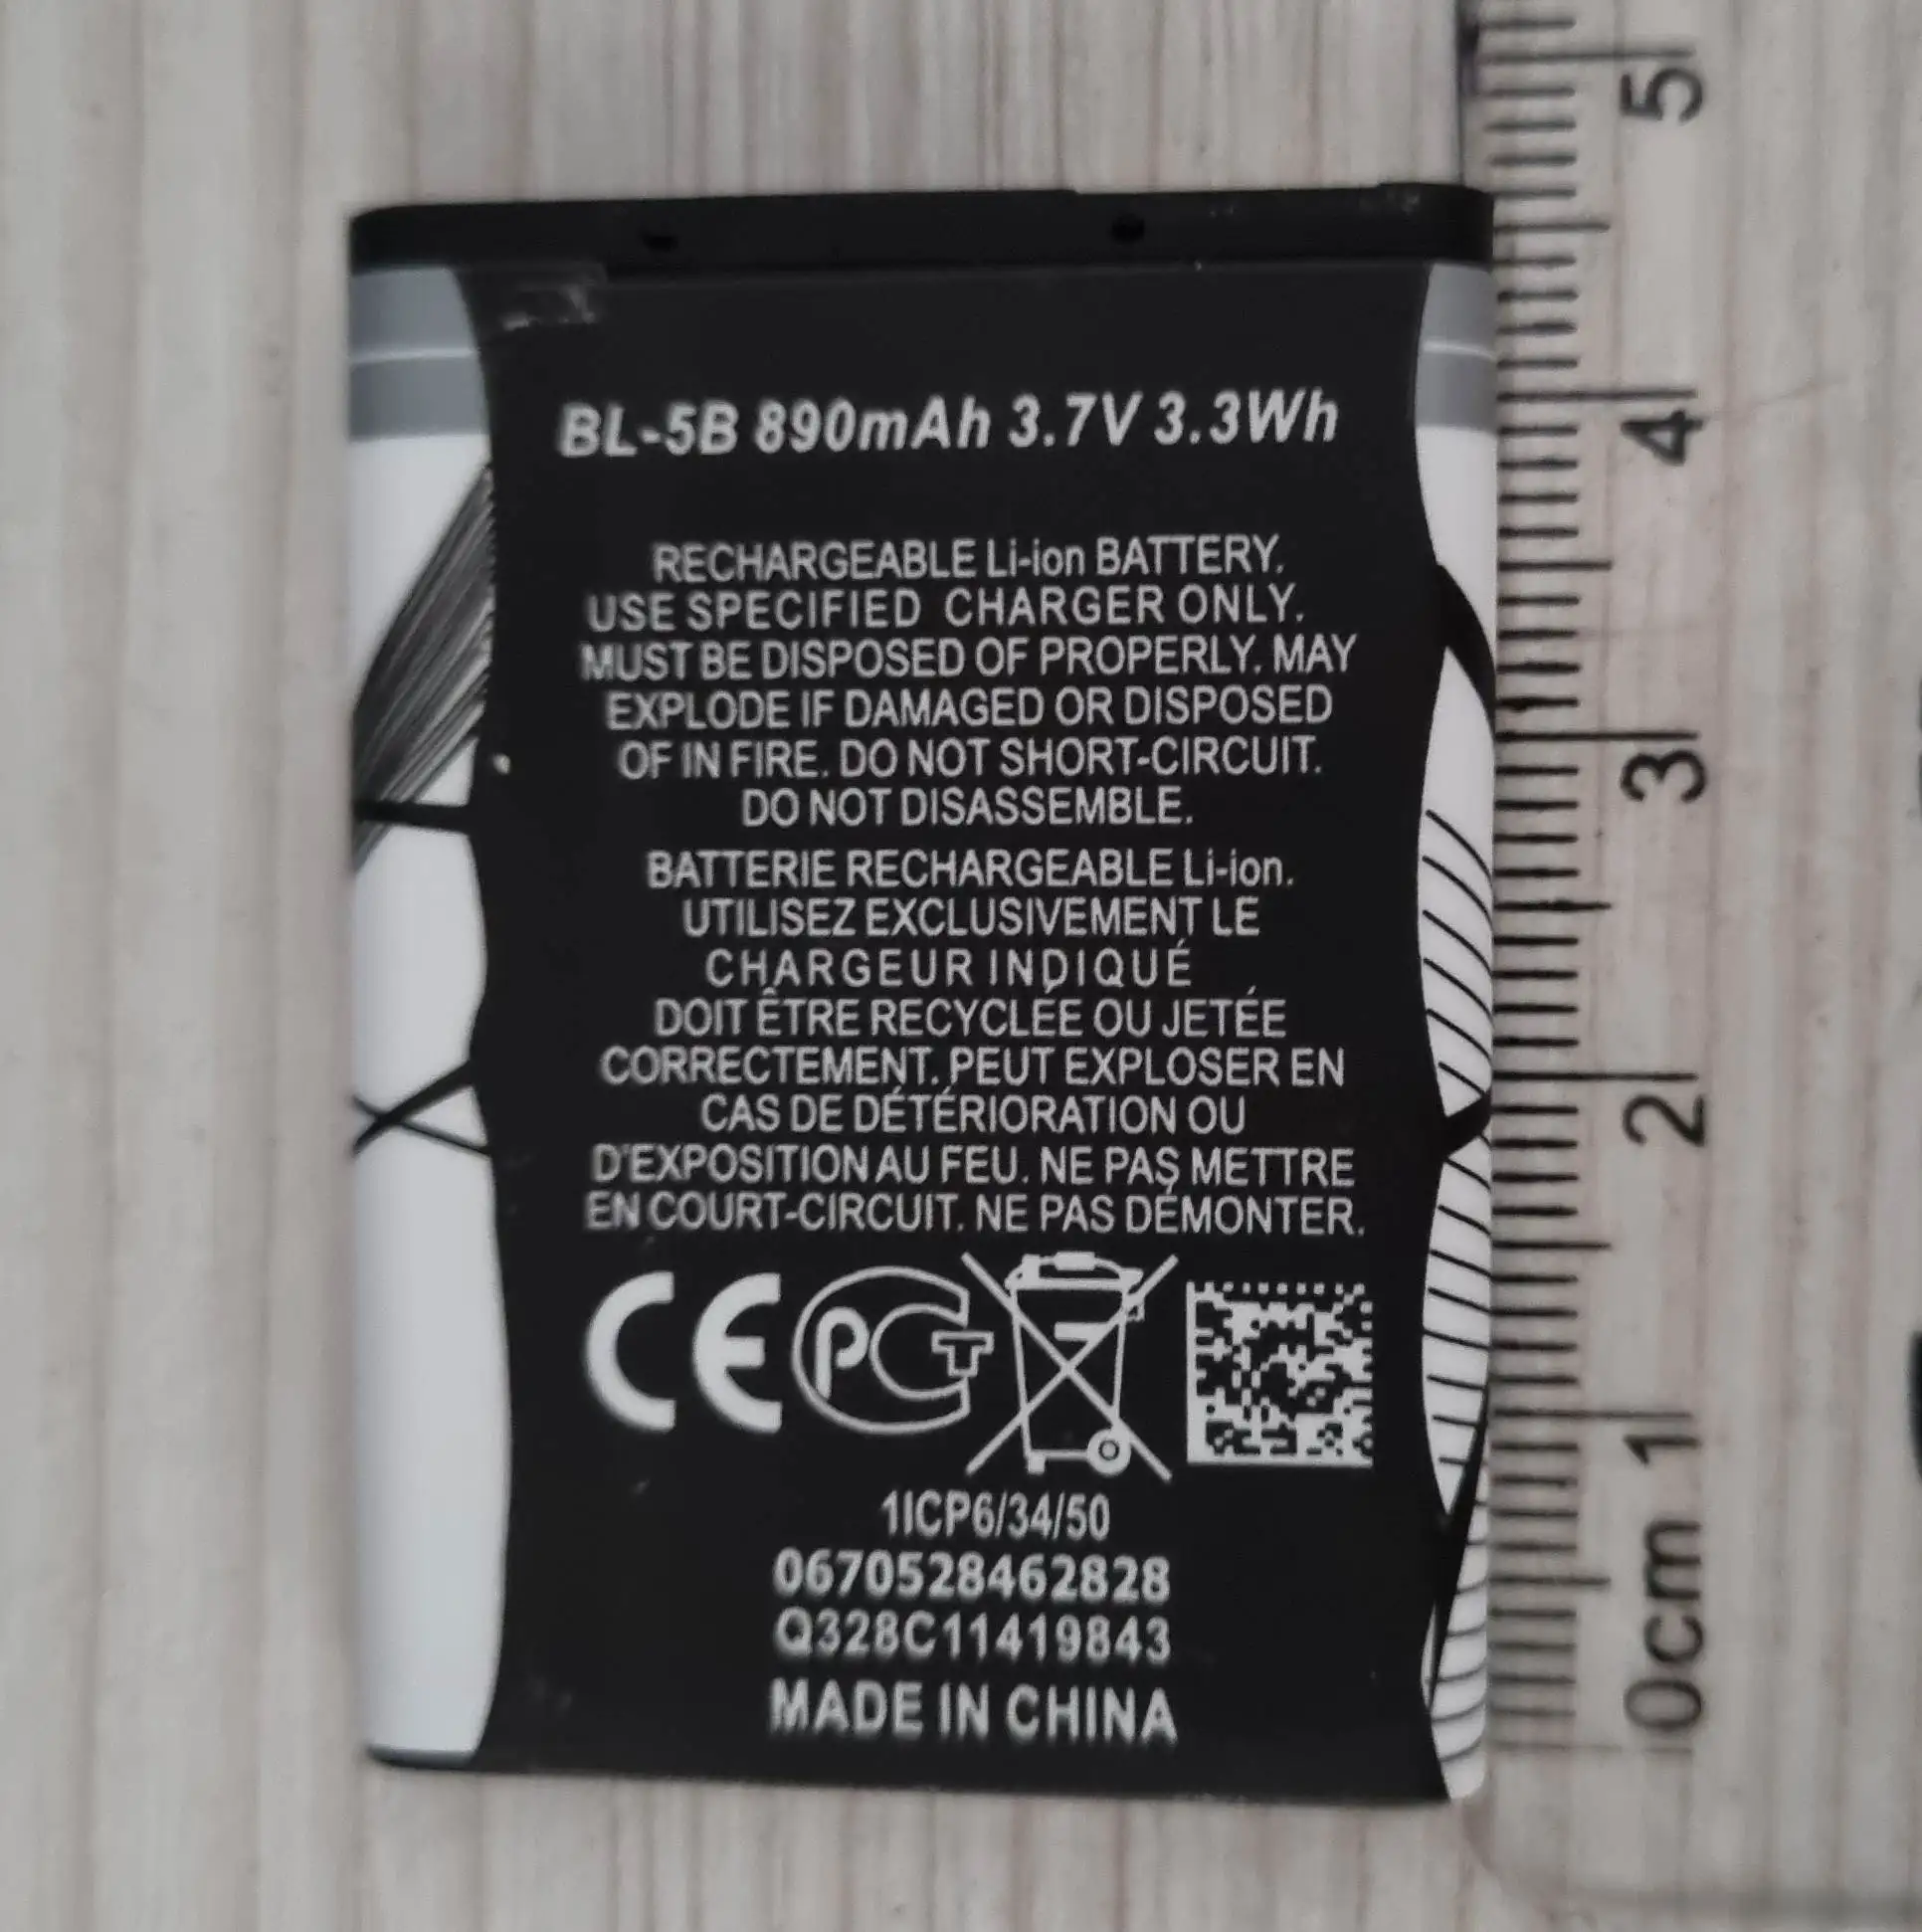 BL-5B 890mAh 3.7V 3.3Wh
RECHARGEABLE Li-ion BATTERY.
USE SPECIFIED CHARGER ONLY.
MUST BE DISPOSED OF PROPERLY. MAY
EXPLODE IF DAMAGED OR DISPOSED
OF IN FIRE. DO NOT SHORT-CIRCUIT.
DO NOT DISASSEMBLE.
BATTERIE RECHARGEABLE Li-ion.
UTILISEZ EXCLUSIVEMENT LE
CHARGEUR INDIQUÉ
DOIT ÊTRE RECYCLÉE OU JETÉE
CORRECTEMENT. PEUT EXPLOSER EN
CAS DE DÉTÉRIORATION OU
D'EXPOSITION AU FEU. NE PAS METTRE
EN COURT-CIRCUIT. NE PAS DÉMONTER.
CE PCT
1ICP6/34/50
0670528462828
Q328C11419843
MADE IN CHINA
5
4
3
2
1
0cm